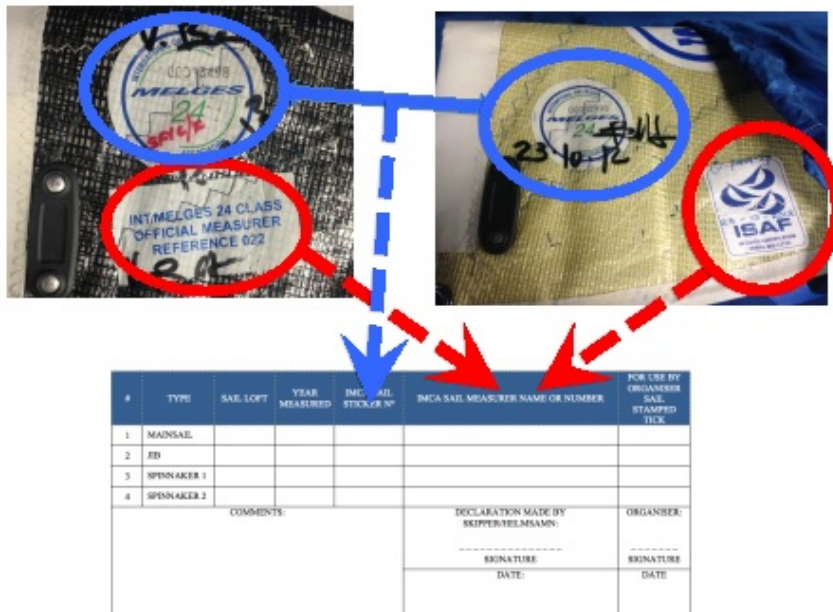 MELGES
24
INT MELGES 24 CLASS
OFFICIAL MEASURER
REFERENCE 022
MELGES
24
23-10-12
ISAF
# TYPE SAIL LOFT YEAR MEASURED IMCA SAIL STICKER Nº IMCA SAIL MEASURER NAME OR NUMBER FOR USE BY ORGANISER SAIL STAMPED TICK
1 MAINSAIL
2 JIB
3 SPINNAKER 1
4 SPINNAKER 2
COMMENTS:
DECLARATION MADE BY
SKIPPER/HELMSAMN:
SIGNATURE
DATE:
ORGANISER:
SIGNATURE
DATE